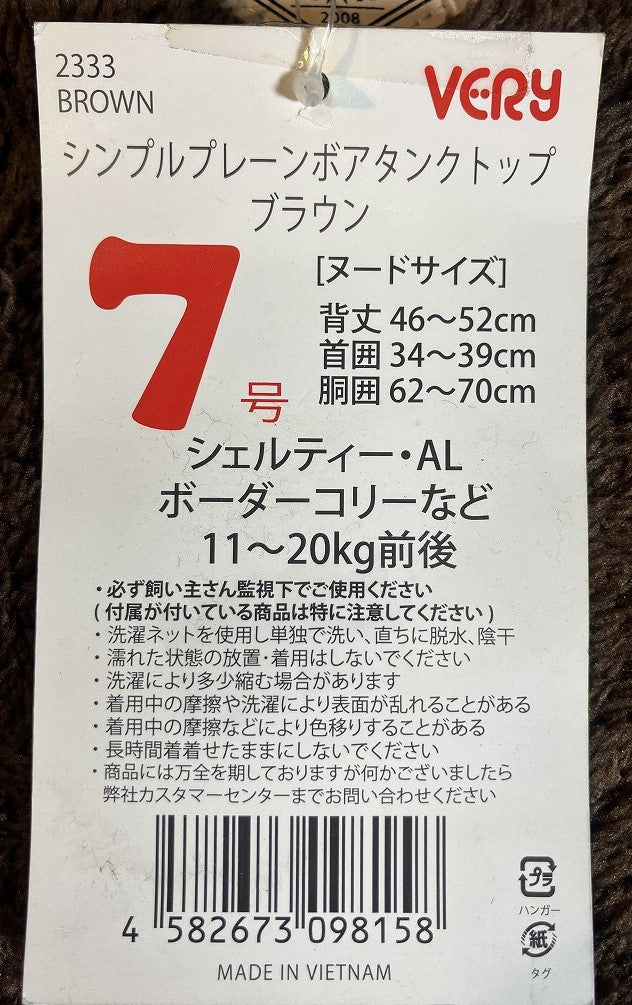 2008
2333
BROWN
VERY
シンプルプレーンボアタンクトップ
ブラウン
7号
[ヌードサイズ]
背丈 46〜52cm
首囲 34〜39cm
胴囲 62〜70cm
シェルティー・AL
ボーダーコリーなど
11〜20kg前後
・必ず飼い主さん監視下でご使用ください
( 付属が付いている商品は特に注意してください )
・洗濯ネットを使用し単独で洗い、直ちに脱水、陰干
・濡れた状態の放置・着用はしないでください
・洗濯により多少縮む場合があります
・着用中の摩擦や洗濯により表面が乱れることがある
・着用中の摩擦などにより色移りすることがある
・長時間着着せたままにしないでください
・商品には万全を期しておりますが何かございましたら
弊社カスタマーセンターまでお問い合わせください
4 582673 098158
プラ
ハンガー
紙
タグ
MADE IN VIETNAM